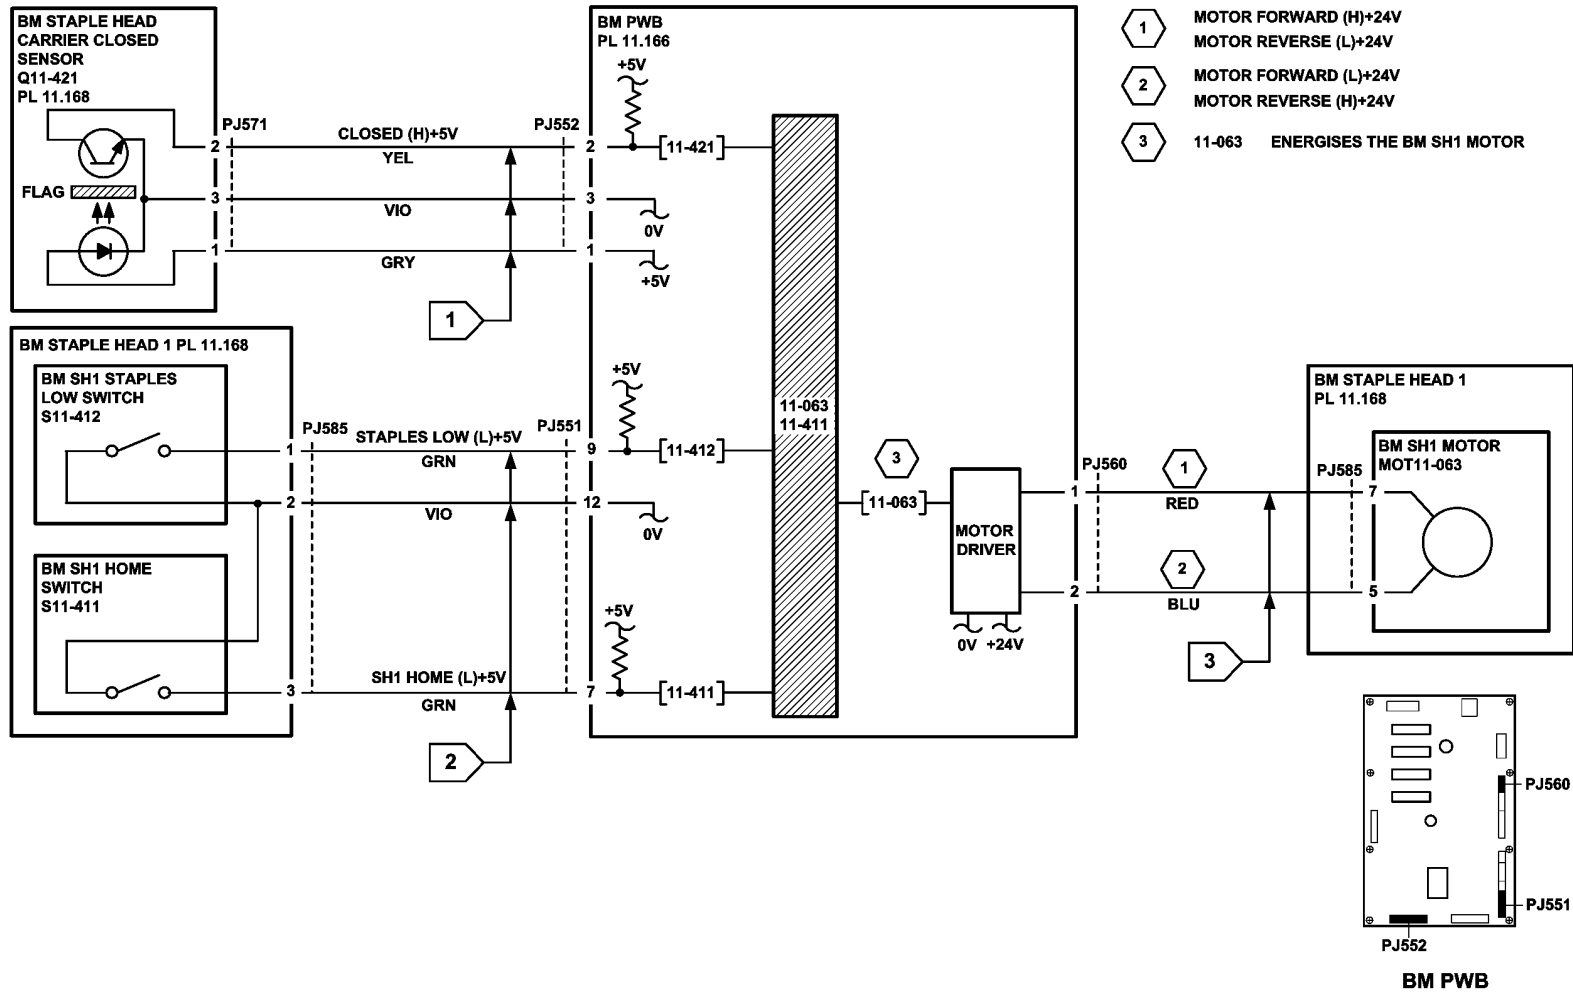 BM STAPLE HEAD
CARRIER CLOSED
SENSOR
Q11-421
PL 11.168
PJ571
2
3
1
FLAG
CLOSED (H)+5V
YEL
VIO
GRY
1
PJ552
2
3
1
BM PWB
PL 11.166
+5V
[11-421]
0V
+5V
BM STAPLE HEAD 1 PL 11.168
BM SH1 STAPLES
LOW SWITCH
S11-412
BM SH1 HOME
SWITCH
S11-411
1
2
3
PJ585
STAPLES LOW (L)+5V
GRN
VIO
SH1 HOME (L)+5V
GRN
2
PJ551
9
12
7
+5V
[11-412]
0V
+5V
[11-411]
11-063
11-411
3
[11-063]
MOTOR
DRIVER
0V +24V
1
2
PJ560
1
RED
2
BLU
3
PJ585
7
5
BM STAPLE HEAD 1
PL 11.168
BM SH1 MOTOR
MOT11-063
1 MOTOR FORWARD (H)+24V
MOTOR REVERSE (L)+24V
2 MOTOR FORWARD (L)+24V
MOTOR REVERSE (H)+24V
3 11-063 ENERGISES THE BM SH1 MOTOR
PJ560
PJ551
PJ552
BM PWB